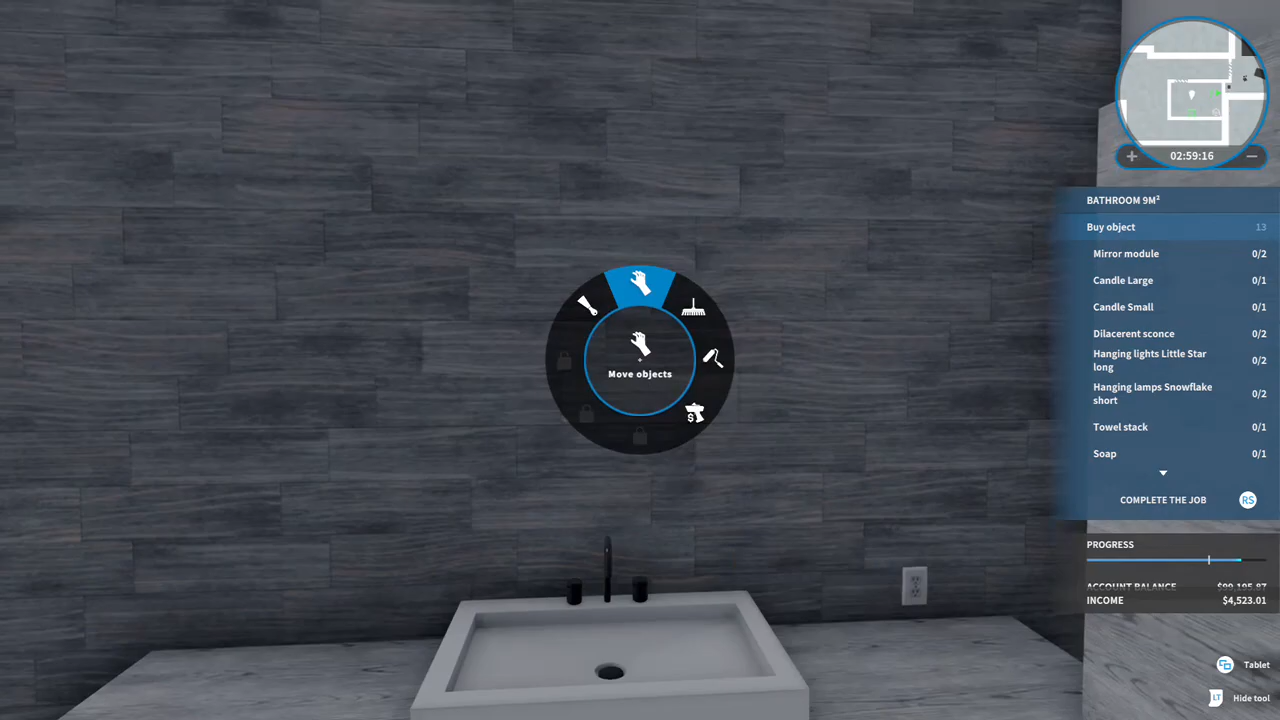 02:59:16
BATHROOM 9M²
Buy object 13
Mirror module 0/2
Candle Large 0/1
Candle Small 0/1
Dilacerent sconce 0/2
Hanging lights Little Star
long 0/2
Hanging lamps Snowflake
short 0/2
Towel stack 0/1
Soap 0/1
COMPLETE THE JOB RS
PROGRESS
ACCOUNT BALANCE $99,195.87
INCOME $4,523.01
Move objects
Tablet
LT Hide tool